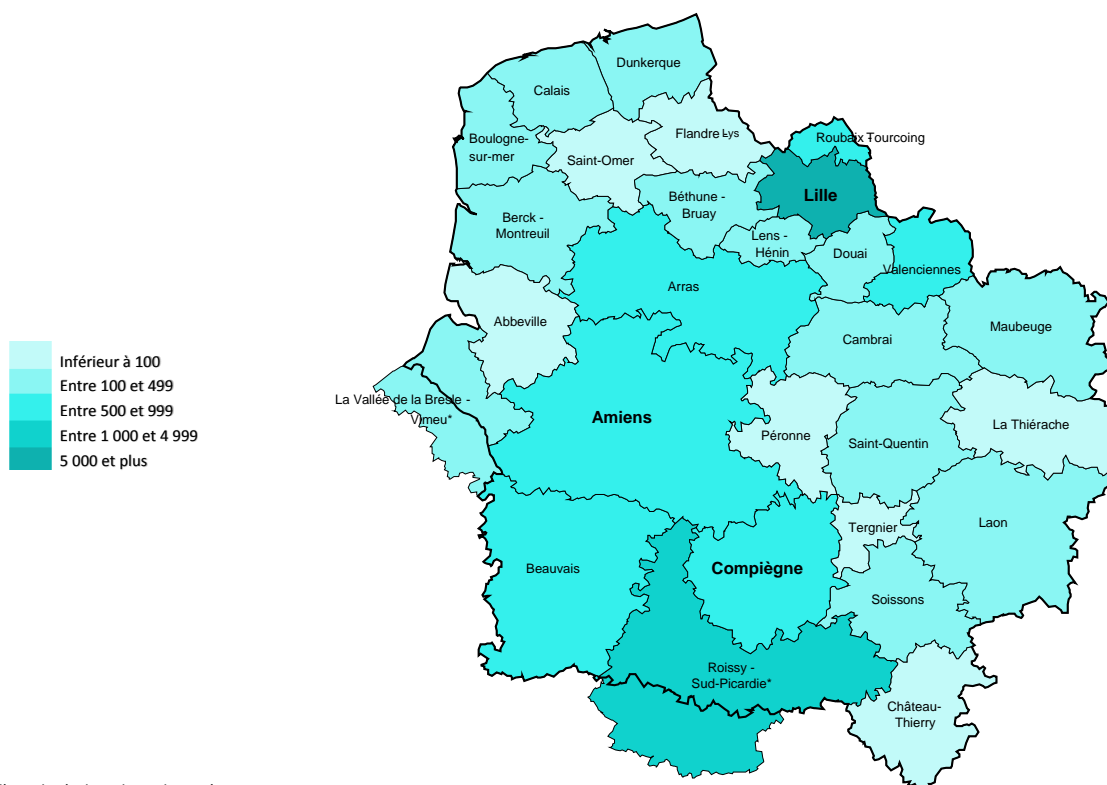 Dunkerque
Calais
Flandre Lys
Roubaix Tourcoing
Boulogne-
sur-mer
Saint-Omer
Lille
Béthune -
Bruay
Berck -
Montreuil
Lens -
Hénin
Douai
Valenciennes
Arras
Abbeville
Maubeuge
Cambrai
Inférieur à 100
Entre 100 et 499
Entre 500 et 999
Entre 1 000 et 4 999
5 000 et plus
La Vallée de la Bresle -
Vimeu*
Amiens
Péronne
Saint-Quentin
La Thiérache
Tergnier
Laon
Beauvais
Compiègne
Soissons
Roissy -
Sud-Picardie*
Château-
Thierry